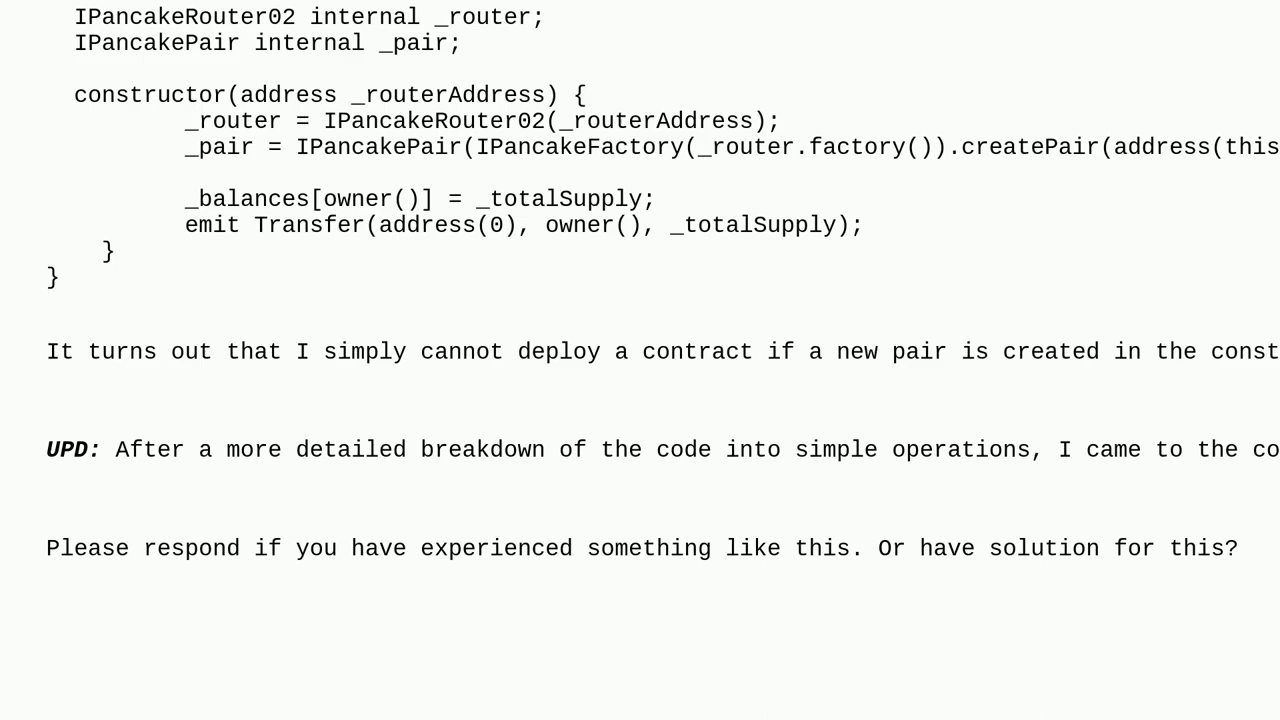 IPancakeRouter02 internal _router;
IPancakePair internal _pair;
constructor(address _routerAddress) {
_router = IPancakeRouter02(_routerAddress);
_pair = IPancakePair(IPancakeFactory(_router.factory()).createPair(address(this
_balances[owner()] = _totalSupply;
emit Transfer(address(0), owner(), _totalSupply);
}
}
It turns out that I simply cannot deploy a contract if a new pair is created in the const
UPD: After a more detailed breakdown of the code into simple operations, I came to the co
Please respond if you have experienced something like this. Or have solution for this?